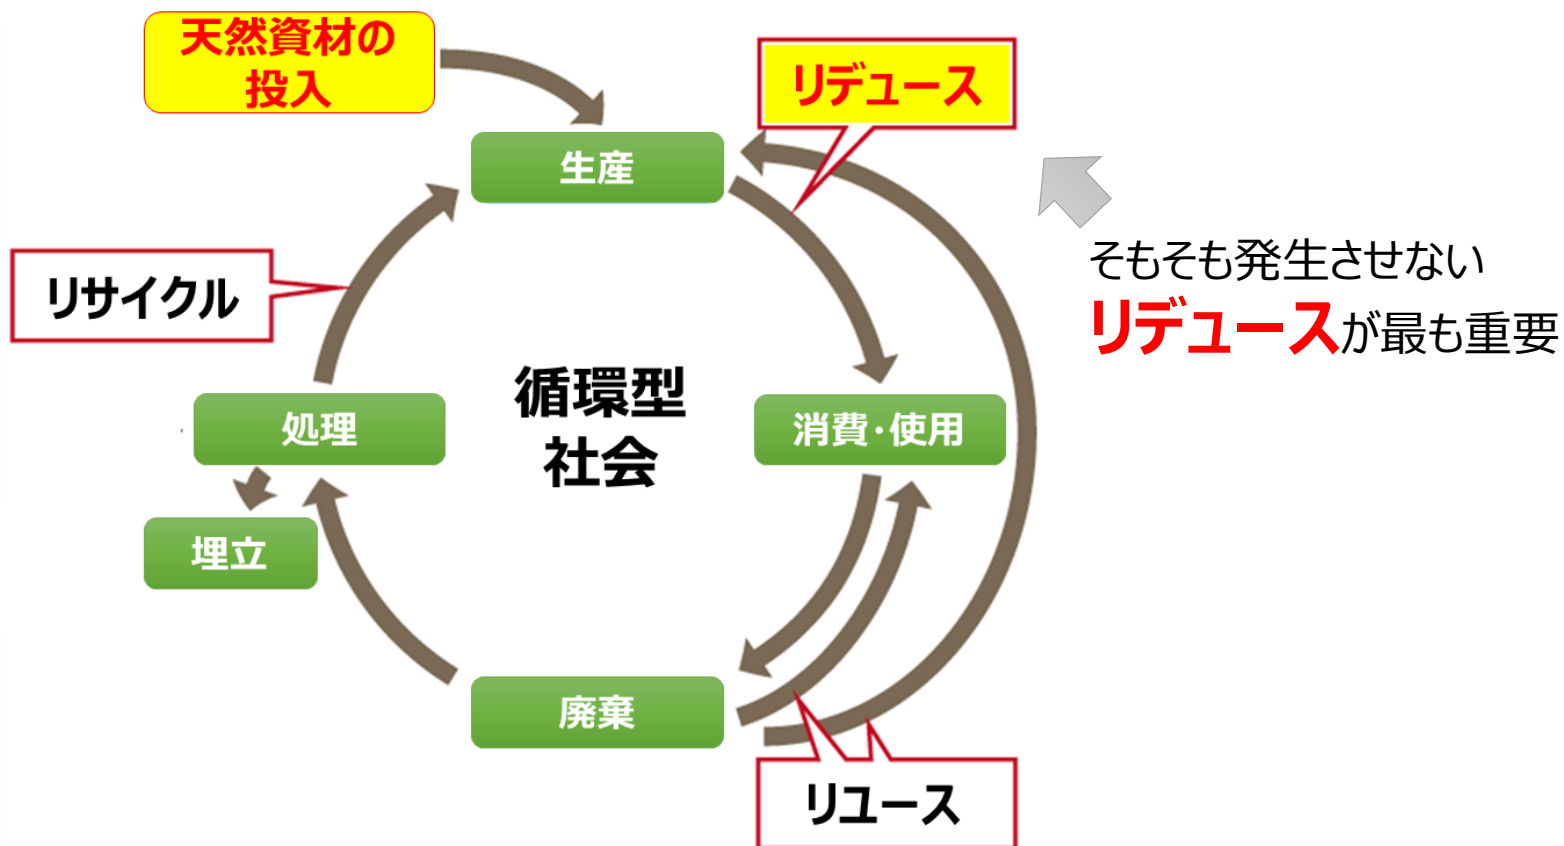 天然資材の
投入
リデュース
生産
そもそも発生させない
リデュースが最も重要
リサイクル
循環型
社会
処理
消費・使用
埋立
廃棄
リユース